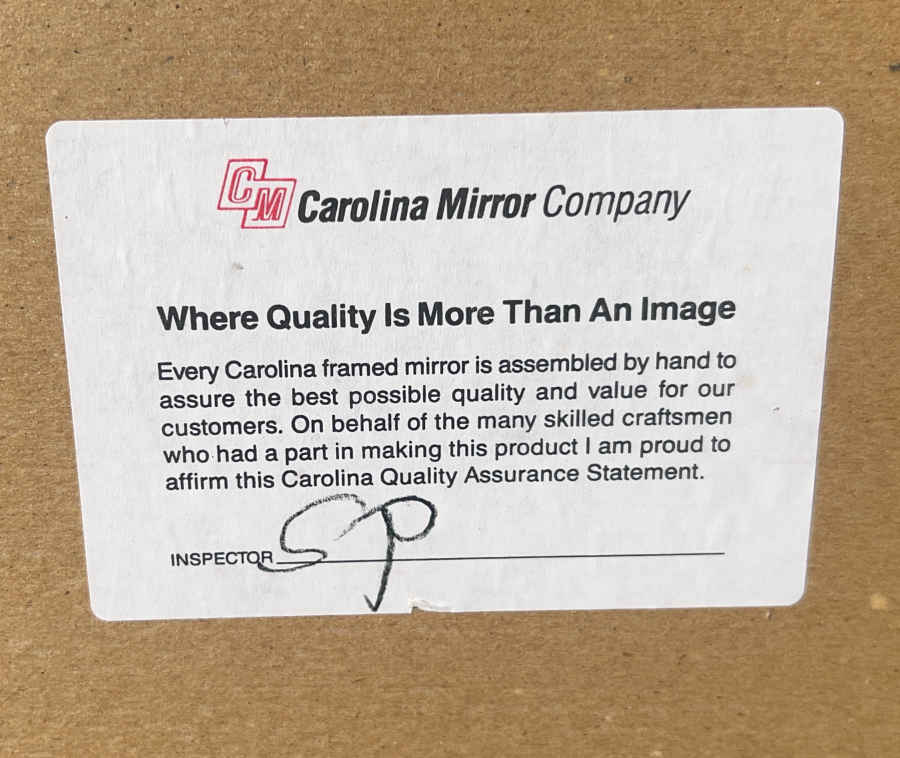 CM Carolina Mirror Company
Where Quality Is More Than An Image
Every Carolina framed mirror is assembled by hand to
assure the best possible quality and value for our
customers. On behalf of the many skilled craftsmen
who had a part in making this product I am proud to
affirm this Carolina Quality Assurance Statement.
INSPECTOR SP